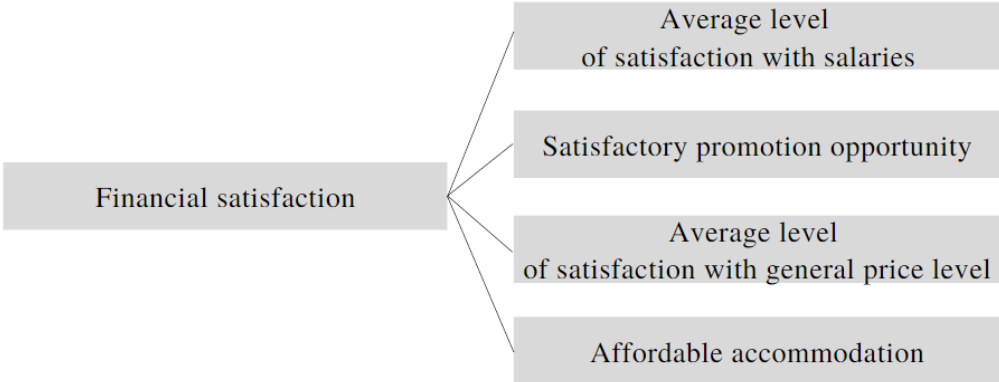 Average level
of satisfaction with salaries
Satisfactory promotion opportunity
Financial satisfaction
Average level
of satisfaction with general price level
Affordable accommodation